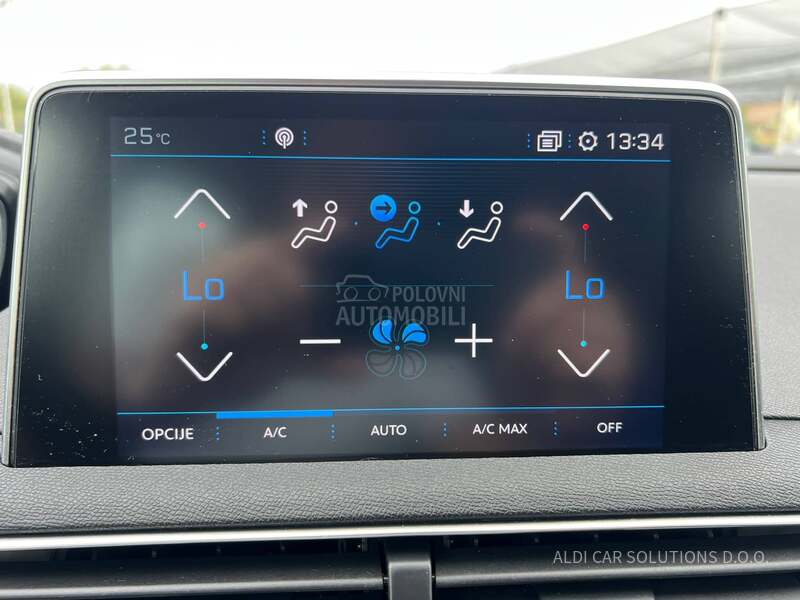 25°C 13:34
Lo Lo
POLOVNI
AUTOMOBILI
OPCIJE A/C AUTO A/C MAX OFF
ALDI CAR SOLUTIONS D.O.O.